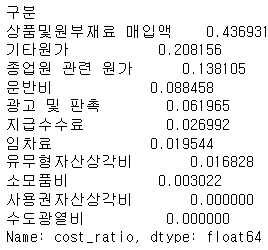 구분
상품및원부재료 매입액 0.436931
기타원가 0.208156
종업원 관련 원가 0.138105
운반비 0.088458
광고 및 판촉 0.061965
지급수수료 0.026992
임차료 0.019544
유무형자산상각비 0.016828
소모품비 0.003022
사용권자산상각비 0.000000
수도광열비 0.000000
Name: cost_ratio, dtype: float64